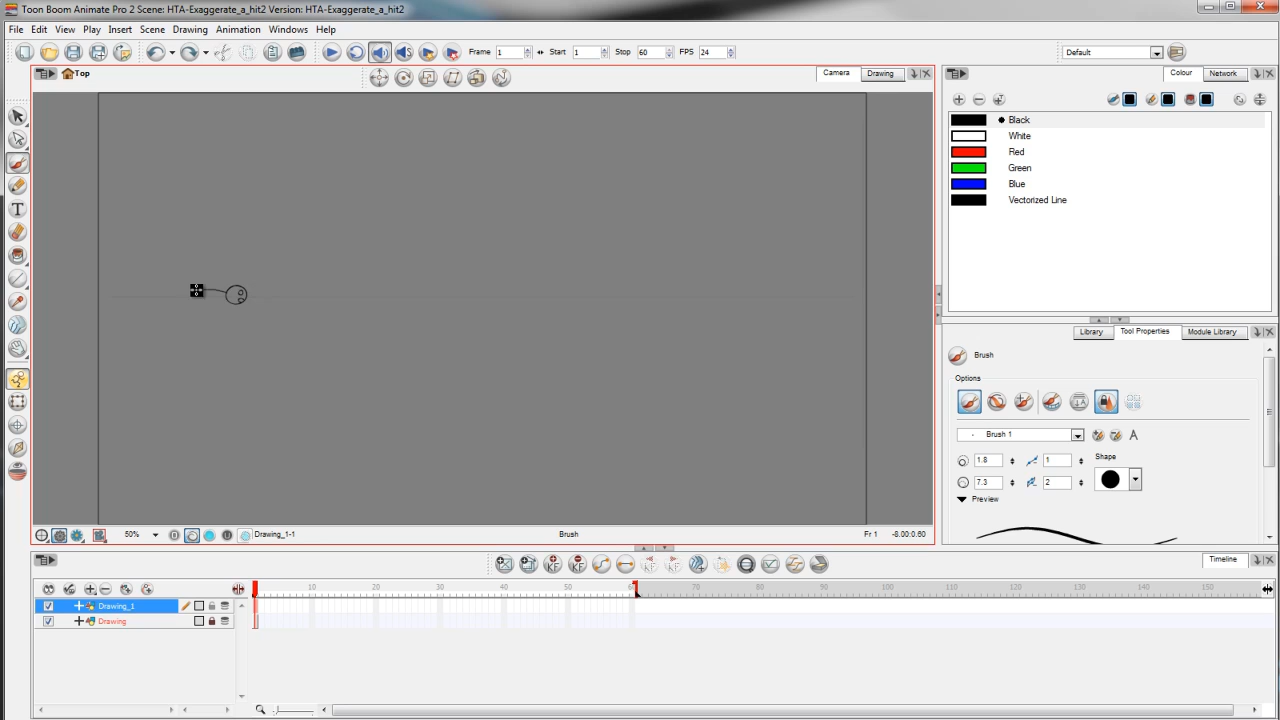 Toon Boom Animate Pro 2 Scene: HTA-Exaggerate_a_hit2 Version: HTA-Exaggerate_a_hit2
File Edit View Play Insert Scene Drawing Animation Windows Help
Frame 1 Start 1 Stop 60 FPS 24 Default
Top Camera Drawing Colour Network
Black
White
Red
Green
Blue
Vectorized Line
Library Tool Properties Module Library
Brush
Options
Brush 1 A
1.8 1 Shape
7.3 2
Preview
50% Drawing_1-1 Brush Fr 1 -8.00:0.60
Timeline
10 20 30 40 50 60 70 80 90 100 110 120 130 140 150
Drawing_1
Drawing